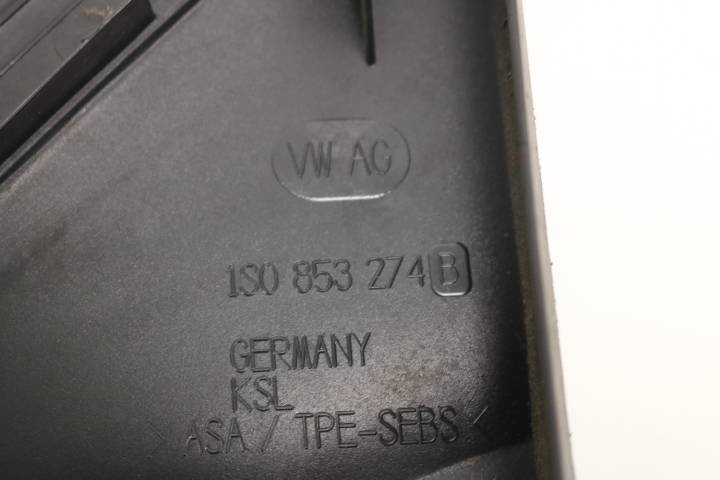 VW AG
1S0 853 274 B
GERMANY
KSL
> ASA / TPE-SEBS <